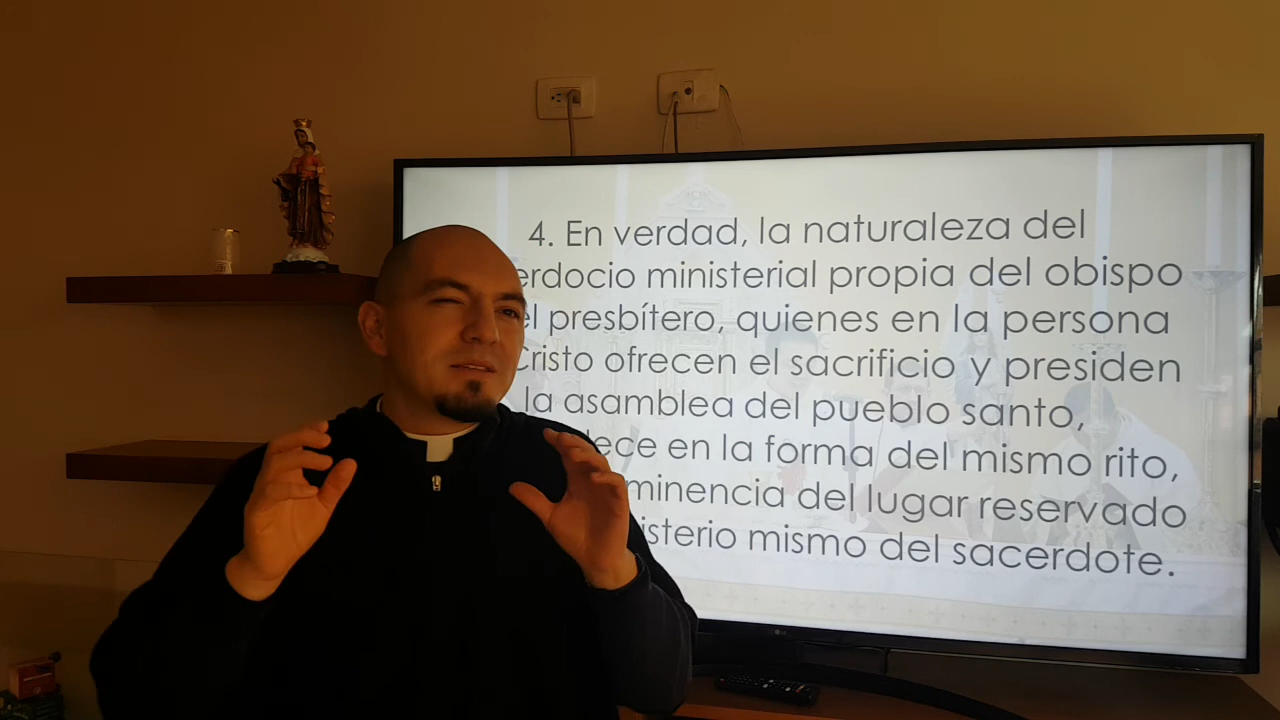 4. En verdad, la naturaleza del
erdocio ministerial propia del obispo
el presbítero, quienes en la persona
Cristo ofrecen el sacrificio y presiden
la asamblea del pueblo santo,
ece en la forma del mismo rito,
minencia del lugar reservado
isterio mismo del sacerdote.
LG